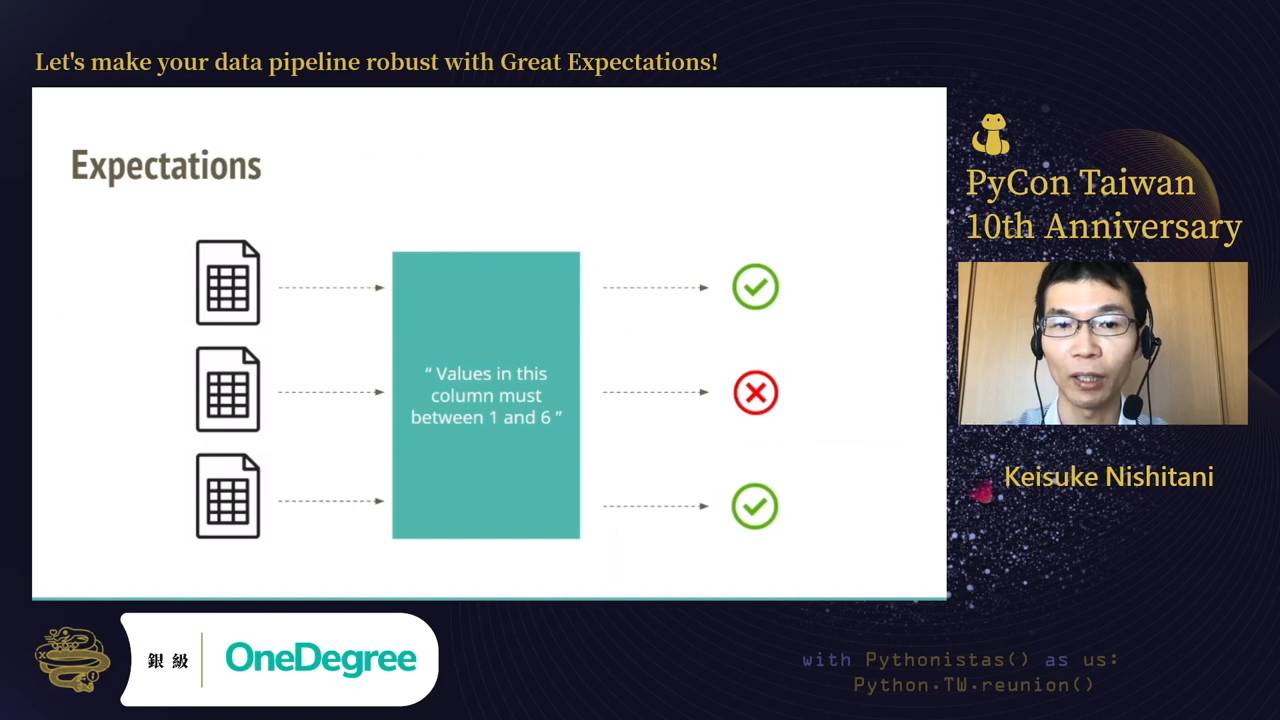 Let's make your data pipeline robust with Great Expectations!
Expectations
“ Values in this
column must
between 1 and 6 ”
PyCon Taiwan
10th Anniversary
Keisuke Nishitani
銀級
OneDegree
with Pythonistas() as us:
Python.TW.reunion()